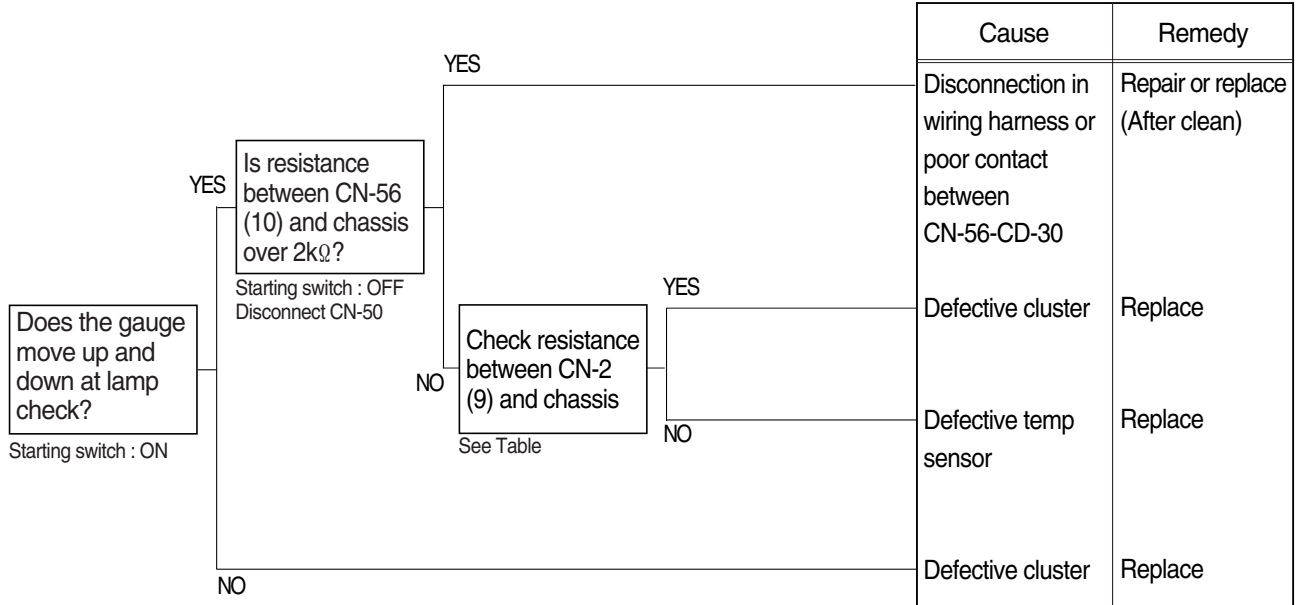 Cause
Remedy
YES
Disconnection in
wiring harness or
poor contact
between
CN-56-CD-30
Repair or replace
(After clean)
YES
Is resistance
between CN-56
(10) and chassis
over 2kΩ?
Starting switch : OFF
Disconnect CN-50
YES
Defective cluster
Replace
Does the gauge
move up and
down at lamp
check?
Starting switch : ON
NO
Check resistance
between CN-2
(9) and chassis
See Table
NO
Defective temp
sensor
Replace
NO
Defective cluster
Replace